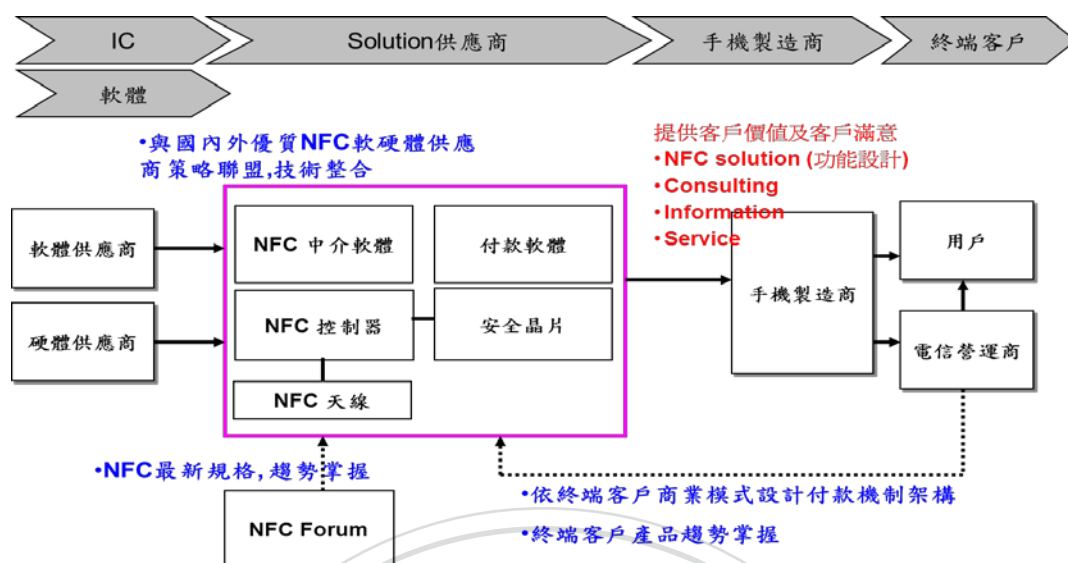 IC
Solution供應商
手機製造商
終端客戶
軟體
•與國內外優質NFC軟硬體供應
商策略聯盟,技術整合
提供客戶價值及客戶滿意
•NFC solution (功能設計)
•Consulting
•Information
•Service
軟體供應商
硬體供應商
NFC 中介軟體
付款軟體
NFC 控制器
安全晶片
NFC 天線
手機製造商
用戶
電信營運商
•NFC最新規格,趨勢掌握
NFC Forum
•依終端客戶商業模式設計付款機制架構
•終端客戶產品趨勢掌握